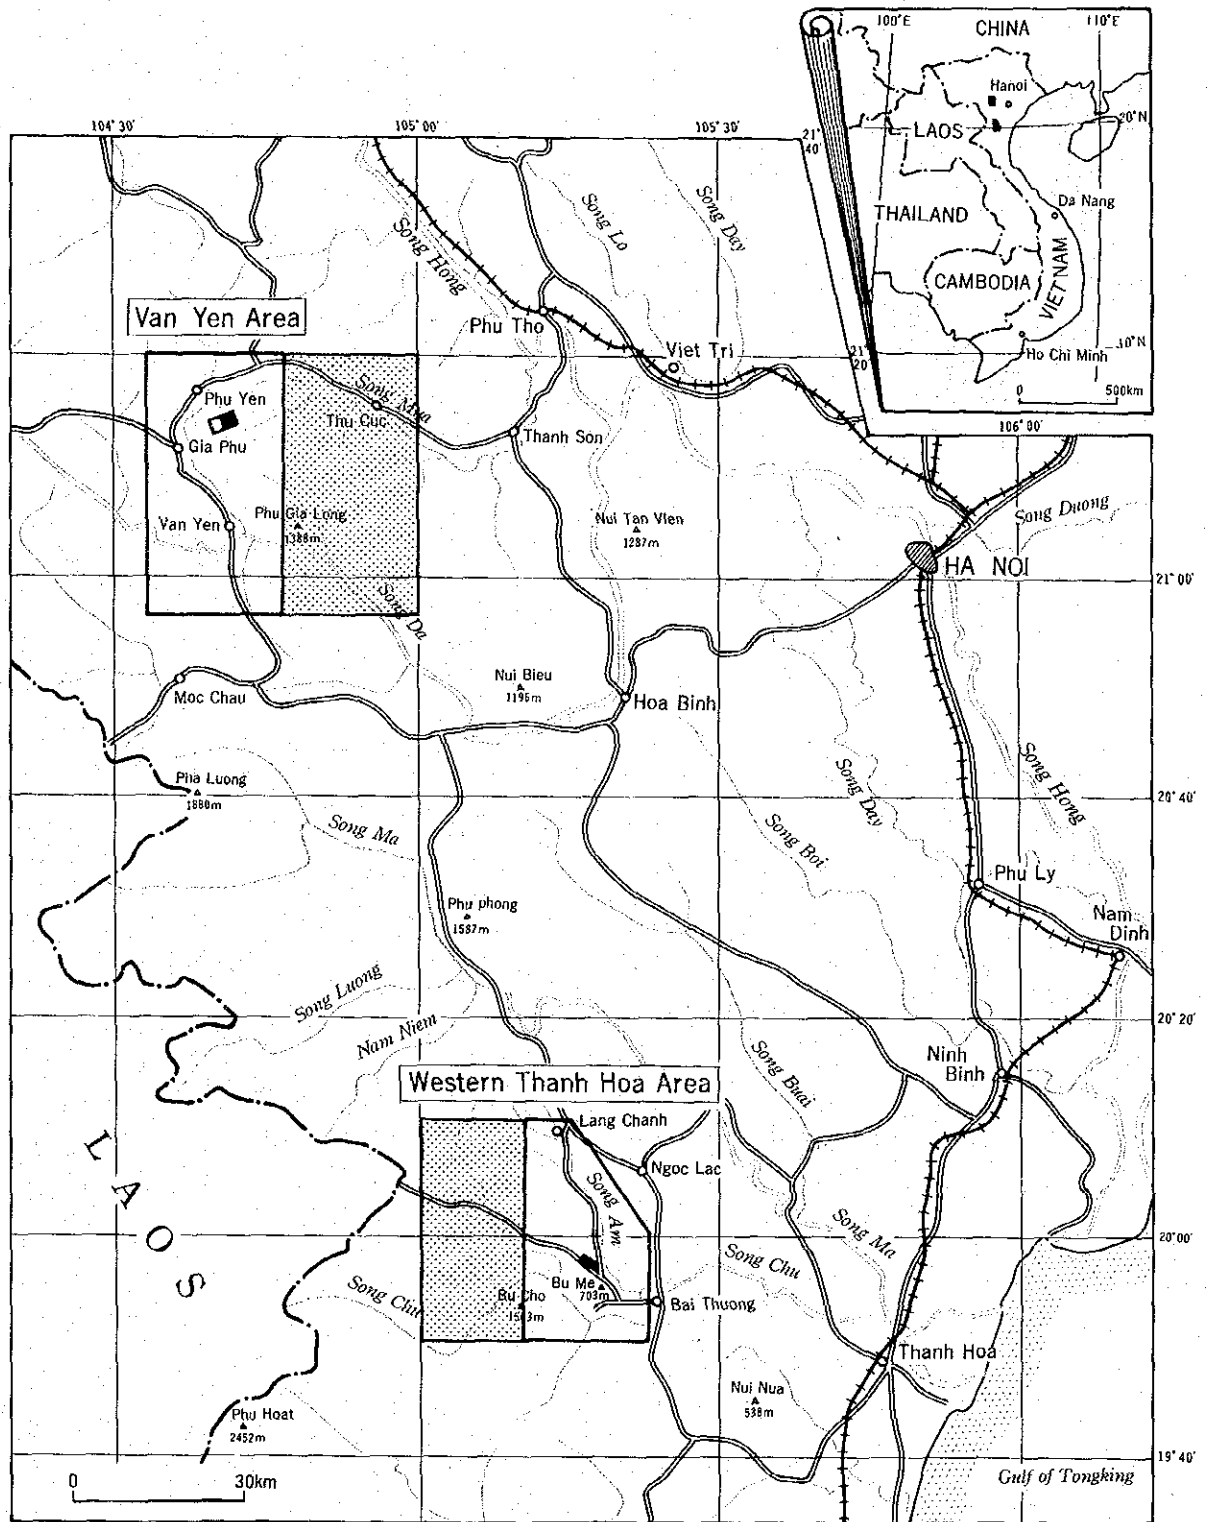 100°E
110°E
CHINA
Hanoi
20°N
LAOS
Da Nang
THAILAND
VIETNAM
CAMBODIA
10°N
Ho Chi Minh
0
500km
104°30'
105°00'
105°30'
21°
40'
Song Lo
Song Day
Song Hong
Van Yen Area
Phu Tho
Viet Tri
21°
20'
Phu Yen
Song Mua
Thu Cuc
106°00'
Thanh Son
Gia Phu
Phu Gia Long
1388m
Van Yen
Nui Tan Vien
1287m
Song Duong
HA NOI
21°00'
Song Da
Nui Bieu
1196m
Moc Chau
Hoa Binh
Pha Luong
1880m
Song Day
Song Hong
20°40'
Song Ma
Song Boi
Phu Ly
Phu phong
1587m
Nam
Dinh
Song Luong
Nam Niem
20°20'
Song Buai
Ninh
Binh
Western Thanh Hoa Area
Lang Chanh
Ngoc Lac
LAOS
Song Am
Song Ma
20°00'
Song Chu
Song Chu
Bu Me
703m
Bu Cho
Bai Thuong
Thanh Hoa
Nui Nua
538m
Phu Hoat
2452m
19°40'
0
30km
Gulf of Tongking